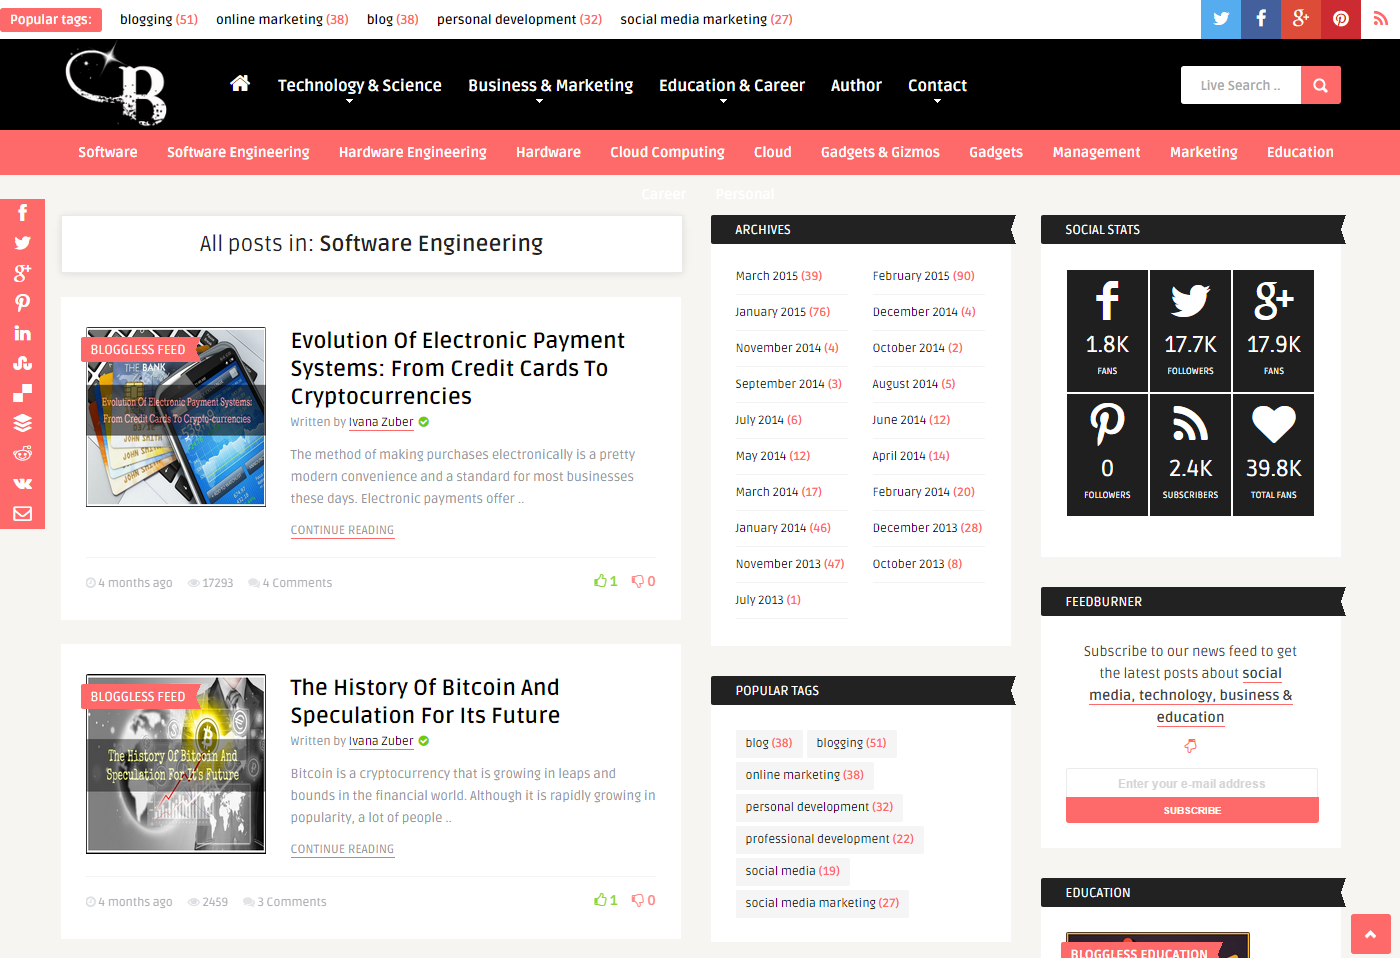 Popular tags: blogging (51) online marketing (38) blog (38) personal development (32) social media marketing (27)
B
Technology & Science Business & Marketing Education & Career Author Contact
Live Search ..
Software Software Engineering Hardware Engineering Hardware Cloud Computing Cloud Gadgets & Gizmos Gadgets Management Marketing Education
Career Personal
All posts in: Software Engineering
BLOGGLESS FEED
THE BANK
Evolution Of Electronic Payment Systems:
From Credit Cards To Crypto-currencies
JOHN SMITH
JOHN SMITH
Evolution Of Electronic Payment
Systems: From Credit Cards To
Cryptocurrencies
Written by Ivana Zuber
The method of making purchases electronically is a pretty
modern convenience and a standard for most businesses
these days. Electronic payments offer ..
CONTINUE READING
4 months ago 17293 4 Comments
1 0
BLOGGLESS FEED
The History Of Bitcoin And
Speculation For It's Future
The History Of Bitcoin And
Speculation For Its Future
Written by Ivana Zuber
Bitcoin is a cryptocurrency that is growing in leaps and
bounds in the financial world. Although it is rapidly growing in
popularity, a lot of people ..
CONTINUE READING
4 months ago 2459 3 Comments
1 0
ARCHIVES
March 2015 (39) February 2015 (90)
January 2015 (76) December 2014 (4)
November 2014 (4) October 2014 (2)
September 2014 (3) August 2014 (5)
July 2014 (6) June 2014 (12)
May 2014 (12) April 2014 (14)
March 2014 (17) February 2014 (20)
January 2014 (46) December 2013 (28)
November 2013 (47) October 2013 (8)
July 2013 (1)
POPULAR TAGS
blog (38) blogging (51)
online marketing (38)
personal development (32)
professional development (22)
social media (19)
social media marketing (27)
SOCIAL STATS
1.8K 17.7K 17.9K
FANS FOLLOWERS FANS
0 2.4K 39.8K
FOLLOWERS SUBSCRIBERS TOTAL FANS
FEEDBURNER
Subscribe to our news feed to get
the latest posts about social
media, technology, business &
education
Enter your e-mail address
SUBSCRIBE
EDUCATION
BLOGGLESS EDUCATION